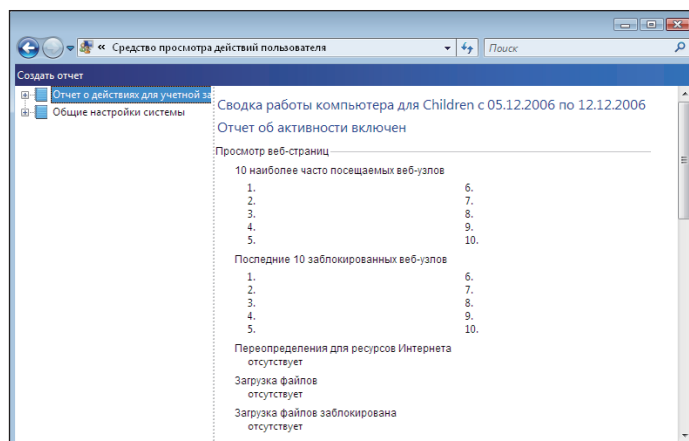 « Средство просмотра действий пользователя
Поиск
Создать отчет
Отчет о действиях для учетной за
Общие настройки системы
Сводка работы компьютера для Children с 05.12.2006 по 12.12.2006
Отчет об активности включен
Просмотр веб-страниц
10 наиболее часто посещаемых веб-узлов
1. 6.
2. 7.
3. 8.
4. 9.
5. 10.
Последние 10 заблокированных веб-узлов
1. 6.
2. 7.
3. 8.
4. 9.
5. 10.
Переопределения для ресурсов Интернета
отсутствует
Загрузка файлов
отсутствует
Загрузка файлов заблокирована
отсутствует